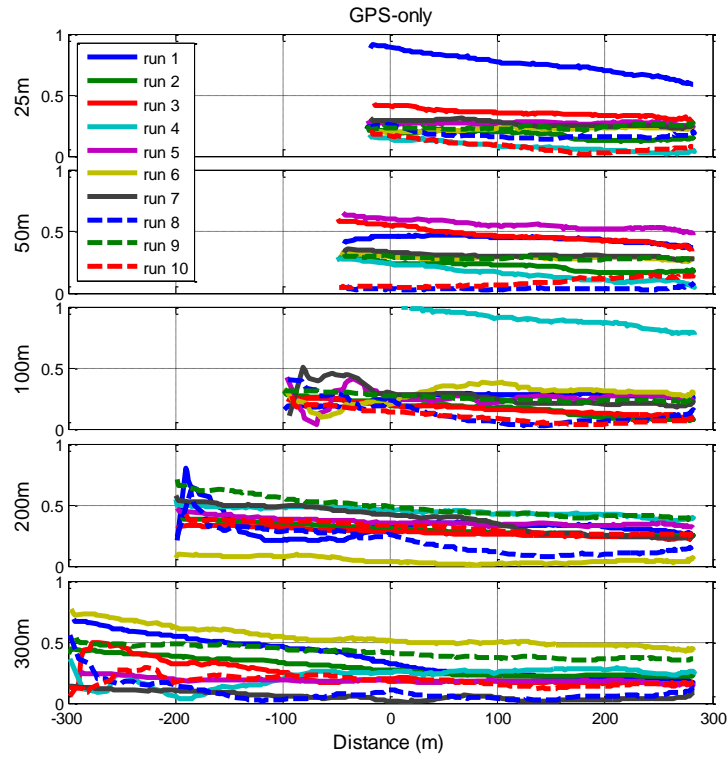 GPS-only
25m
1
0.5
0
run 1
run 2
run 3
run 4
run 5
run 6
run 7
run 8
run 9
run 10
50m
1
0.5
0
100m
1
0.5
0
200m
1
0.5
0
300m
1
0.5
0
-300 -200 -100 0 100 200 300
Distance (m)